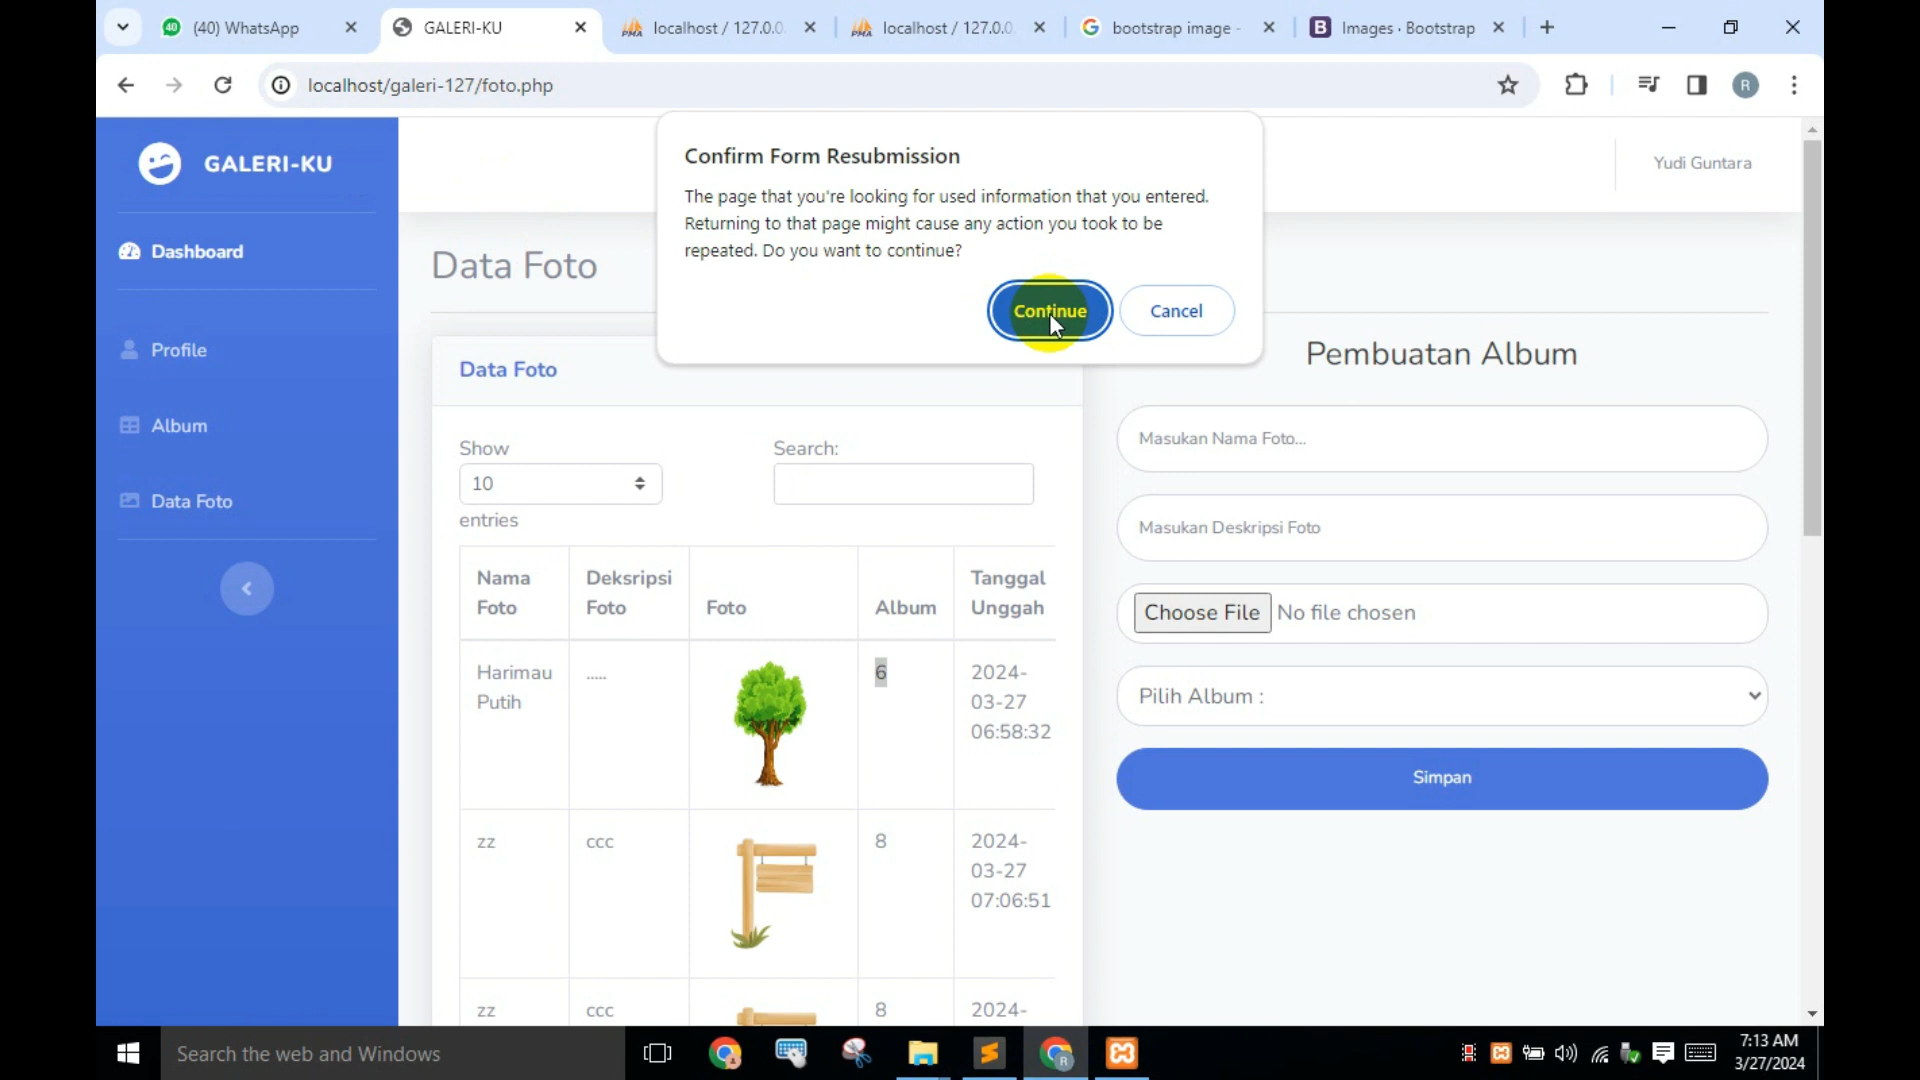 40
(40) WhatsApp
GALERI-KU
PMA
localhost / 127.0.0.
PMA
localhost / 127.0.0.
G
bootstrap image -
B
Images · Bootstrap
localhost/galeri-127/foto.php
R
GALERI-KU
Dashboard
Profile
Album
Data Foto
Yudi Guntara
Confirm Form Resubmission
The page that you're looking for used information that you entered.
Returning to that page might cause any action you took to be
repeated. Do you want to continue?
Continue
Cancel
Data Foto
Data Foto
Show
10
entries
Search:
Nama Foto
Deksripsi Foto
Foto
Album
Tanggal Unggah
Harimau Putih
.....
6
2024-03-27 06:58:32
zz
ccc
8
2024-03-27 07:06:51
zz
ccc
8
2024-
Pembuatan Album
Masukan Nama Foto...
Masukan Deskripsi Foto
Choose File No file chosen
Pilih Album :
Simpan
Search the web and Windows
R
7:13 AM
3/27/2024